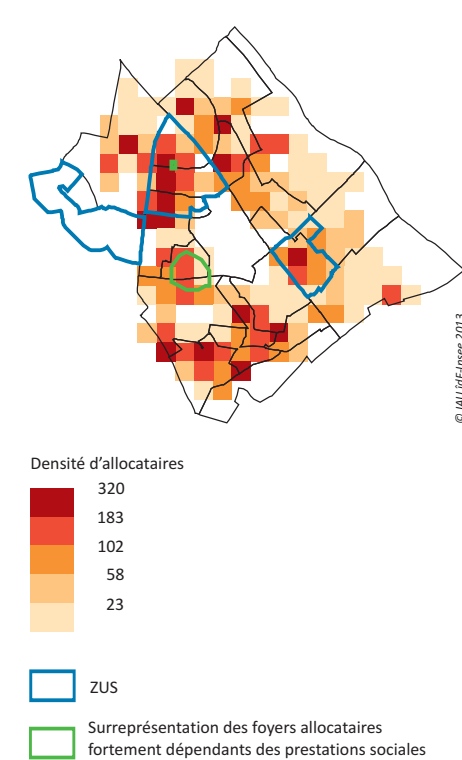 © IAU îdF-Insee 2013
Densité d'allocataires
320
183
102
58
23
ZUS
Surreprésentation des foyers allocataires
fortement dépendants des prestations sociales